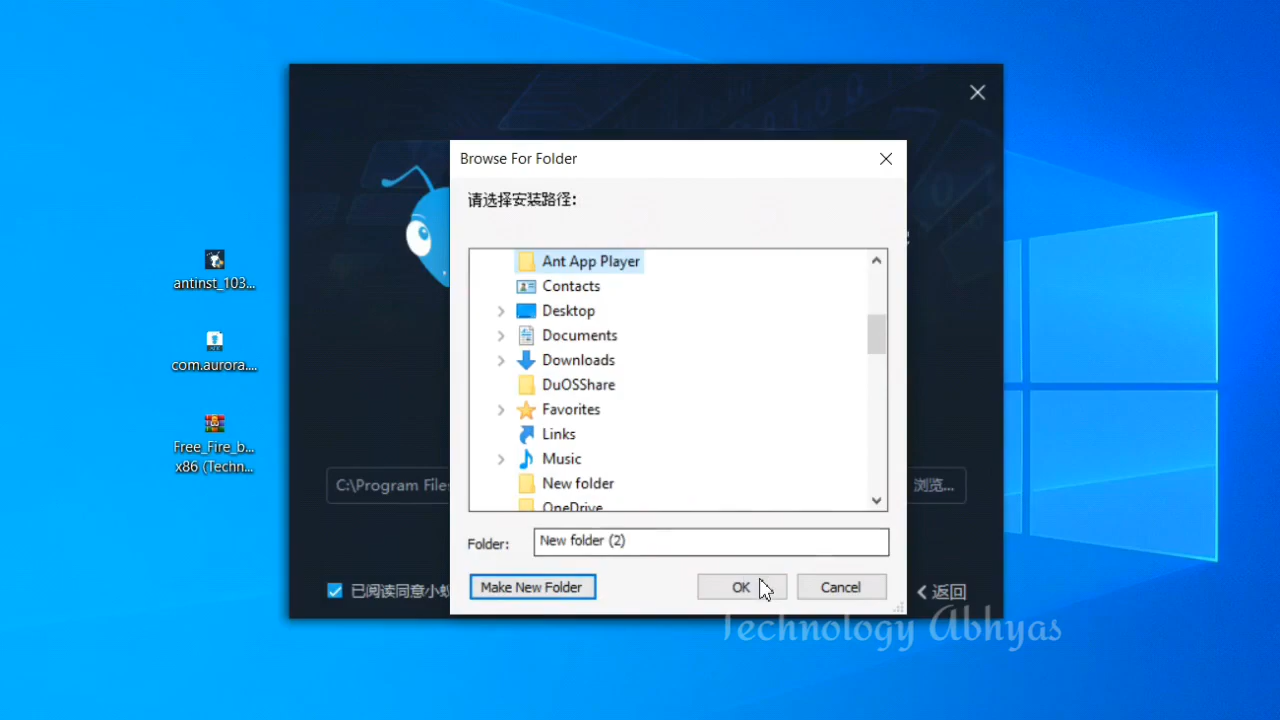 Browse For Folder
请选择安装路径:
Ant App Player
Contacts
Desktop
Documents
Downloads
DuOSShare
Favorites
Links
Music
New folder
OneDrive
Folder:
New folder (2)
Make New Folder
OK
Cancel
antinst_103...
com.aurora....
Free_Fire_b...
x86 (Techn...
C:\Program File
浏览...
已阅读同意小蚁
返回
Technology Abhyas